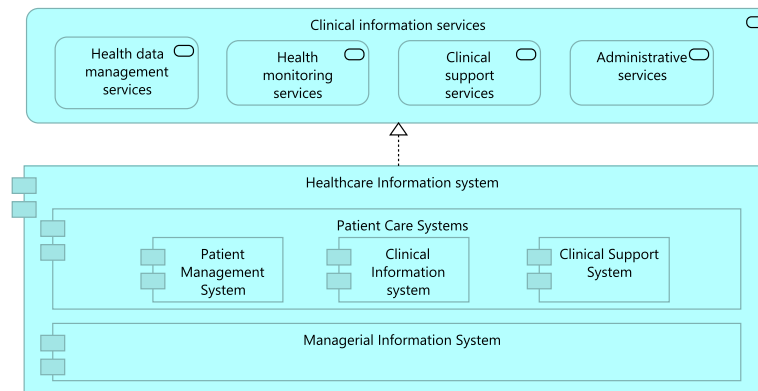 Clinical information services
Health data
management
services
Health
monitoring
services
Clinical
support
services
Administrative
services
Healthcare Information system
Patient Care Systems
Patient
Management
System
Clinical
Information
system
Clinical Support
System
Managerial Information System